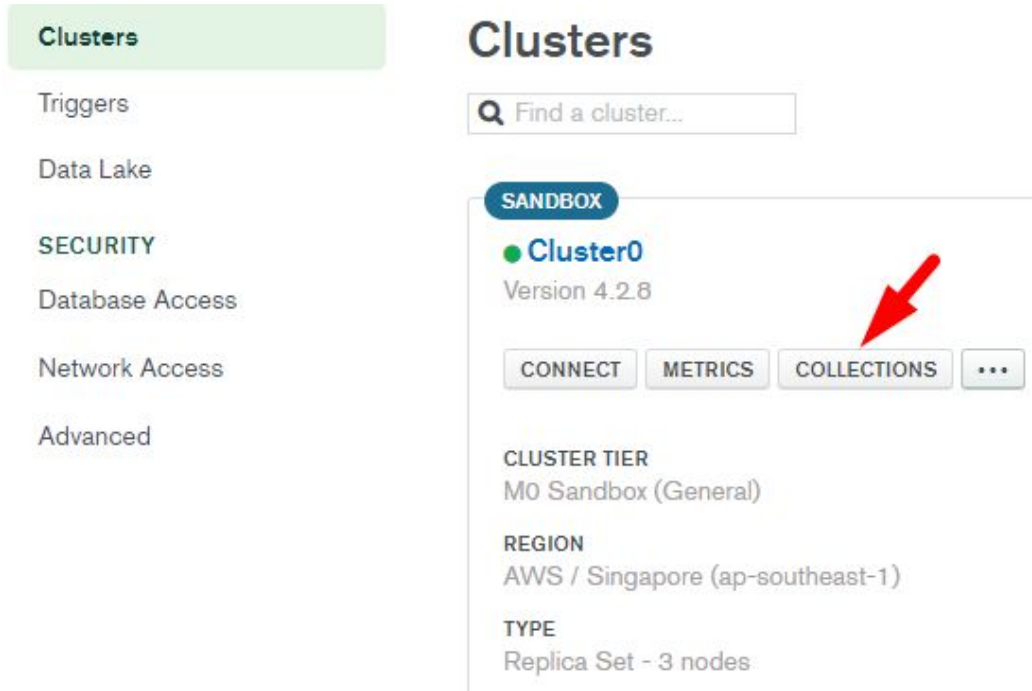 Clusters
Triggers
Data Lake
SECURITY
Database Access
Network Access
Advanced
Clusters
Find a cluster...
SANDBOX
Cluster0
Version 4.2.8
CONNECT METRICS COLLECTIONS ...
CLUSTER TIER
M0 Sandbox (General)
REGION
AWS / Singapore (ap-southeast-1)
TYPE
Replica Set - 3 nodes